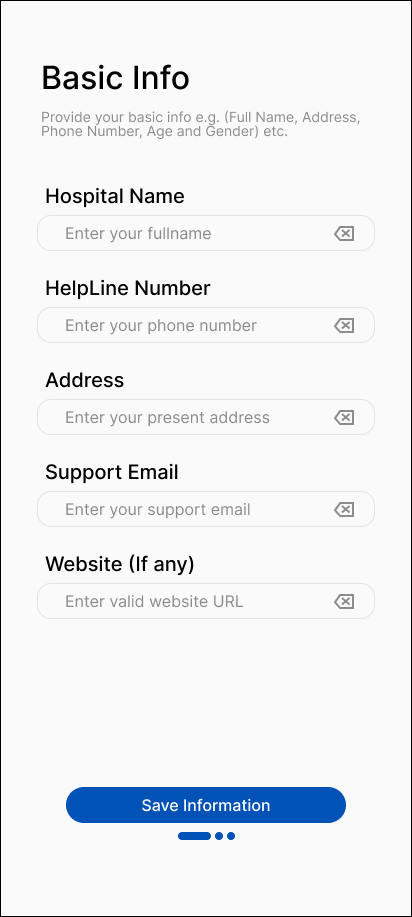 Basic Info
Provide your basic info e.g. (Full Name, Address,
Phone Number, Age and Gender) etc.
Hospital Name
Enter your fullname
HelpLine Number
Enter your phone number
Address
Enter your present address
Support Email
Enter your support email
Website (If any)
Enter valid website URL
Save Information